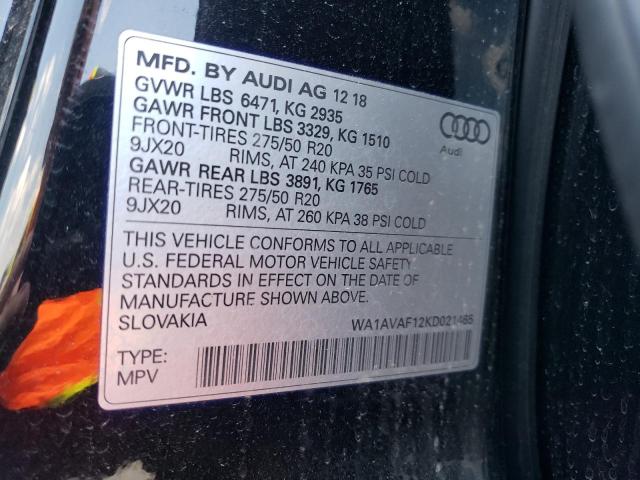 MFD. BY AUDI AG 12 18
GVWR LBS 6471, KG 2935
GAWR FRONT LBS 3329, KG 1510
FRONT-TIRES 275/50 R20
9JX20 RIMS, AT 240 KPA 35 PSI COLD
GAWR REAR LBS 3891, KG 1765
REAR-TIRES 275/50 R20
9JX20 RIMS, AT 260 KPA 38 PSI COLD
Audi
THIS VEHICLE CONFORMS TO ALL APPLICABLE
U.S. FEDERAL MOTOR VEHICLE SAFETY
STANDARDS IN EFFECT ON THE DATE OF
MANUFACTURE SHOWN ABOVE.
SLOVAKIA
WA1AVAF12KD021485
TYPE:
MPV